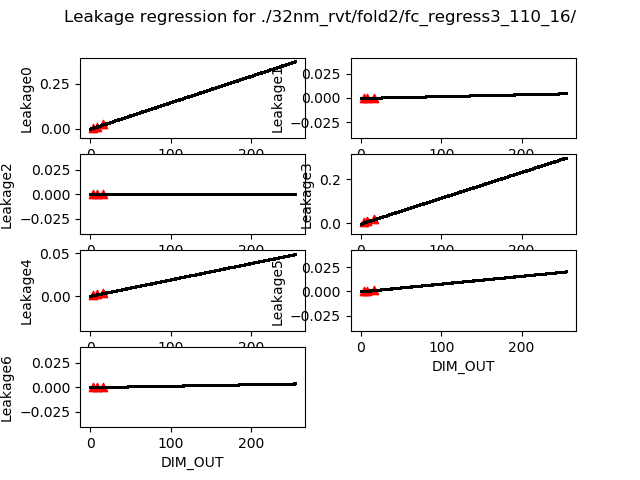 Leakage regression for ./32nm_rvt/fold2/fc_regress3_110_16/
Leakage0
0.25
0.00
0 100 200
Leakage1
0.025
0.000
−0.025
0 100 200
Leakage2
0.025
0.000
−0.025
0 100 200
Leakage3
0.2
0.0
0 100 200
Leakage4
0.05
0.00
0 100 200
Leakage5
0.025
0.000
−0.025
0 100 200
DIM_OUT
Leakage6
0.025
0.000
−0.025
0 100 200
DIM_OUT